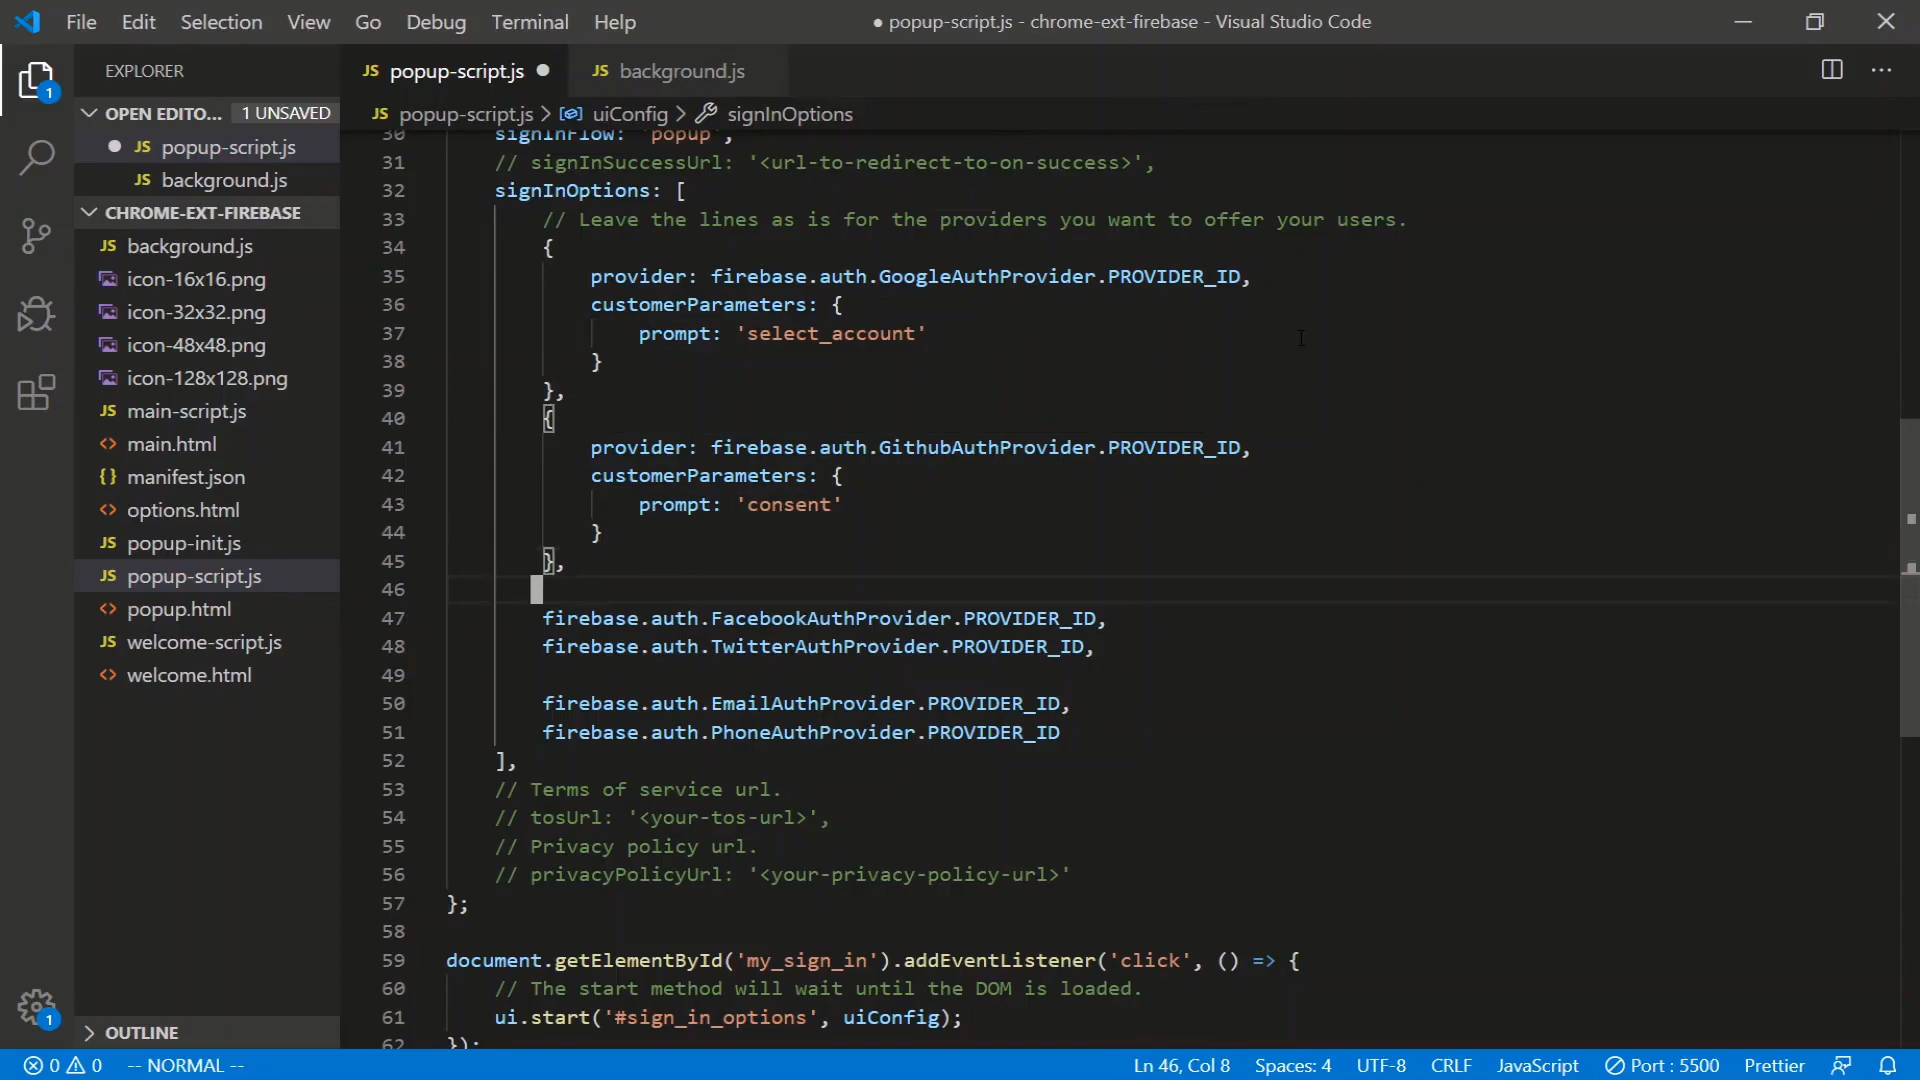 File Edit Selection View Go Debug Terminal Help ● popup-script.js - chrome-ext-firebase - Visual Studio Code
EXPLORER
OPEN EDITO... 1 UNSAVED
JS popup-script.js
JS background.js
CHROME-EXT-FIREBASE
JS background.js
icon-16x16.png
icon-32x32.png
icon-48x48.png
icon-128x128.png
JS main-script.js
<> main.html
{} manifest.json
<> options.html
JS popup-init.js
JS popup-script.js
<> popup.html
JS welcome-script.js
<> welcome.html
OUTLINE
1
1
JS popup-script.js ● JS background.js
JS popup-script.js > uiConfig > signInOptions
30 signInFlow: 'popup',
31 // signInSuccessUrl: '<url-to-redirect-to-on-success>',
32 signInOptions: [
33 // Leave the lines as is for the providers you want to offer your users.
34 {
35 provider: firebase.auth.GoogleAuthProvider.PROVIDER_ID,
36 customerParameters: {
37 prompt: 'select_account'
38 }
39 },
40 {
41 provider: firebase.auth.GithubAuthProvider.PROVIDER_ID,
42 customerParameters: {
43 prompt: 'consent'
44 }
45 },
46
47 firebase.auth.FacebookAuthProvider.PROVIDER_ID,
48 firebase.auth.TwitterAuthProvider.PROVIDER_ID,
49
50 firebase.auth.EmailAuthProvider.PROVIDER_ID,
51 firebase.auth.PhoneAuthProvider.PROVIDER_ID
52 ],
53 // Terms of service url.
54 // tosUrl: '<your-tos-url>',
55 // Privacy policy url.
56 // privacyPolicyUrl: '<your-privacy-policy-url>'
57 };
58
59 document.getElementById('my_sign_in').addEventListener('click', () => {
60 // The start method will wait until the DOM is loaded.
61 ui.start('#sign_in_options', uiConfig);
62 });
0 0 -- NORMAL -- Ln 46, Col 8 Spaces: 4 UTF-8 CRLF JavaScript Port : 5500 Prettier